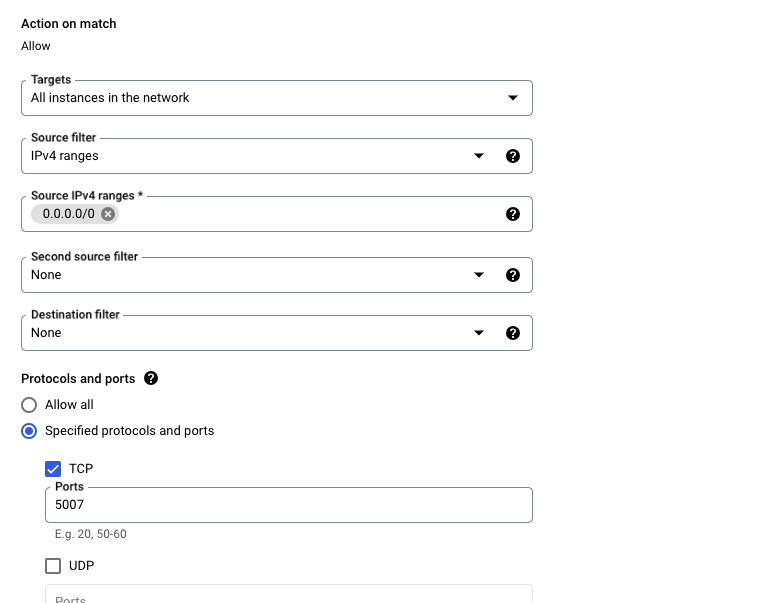 Action on match
Allow
Targets
All instances in the network
Source filter
IPv4 ranges
Source IPv4 ranges *
0.0.0.0/0
Second source filter
None
Destination filter
None
Protocols and ports
Allow all
Specified protocols and ports
TCP
Ports
5007
E.g. 20, 50-60
UDP
Ports